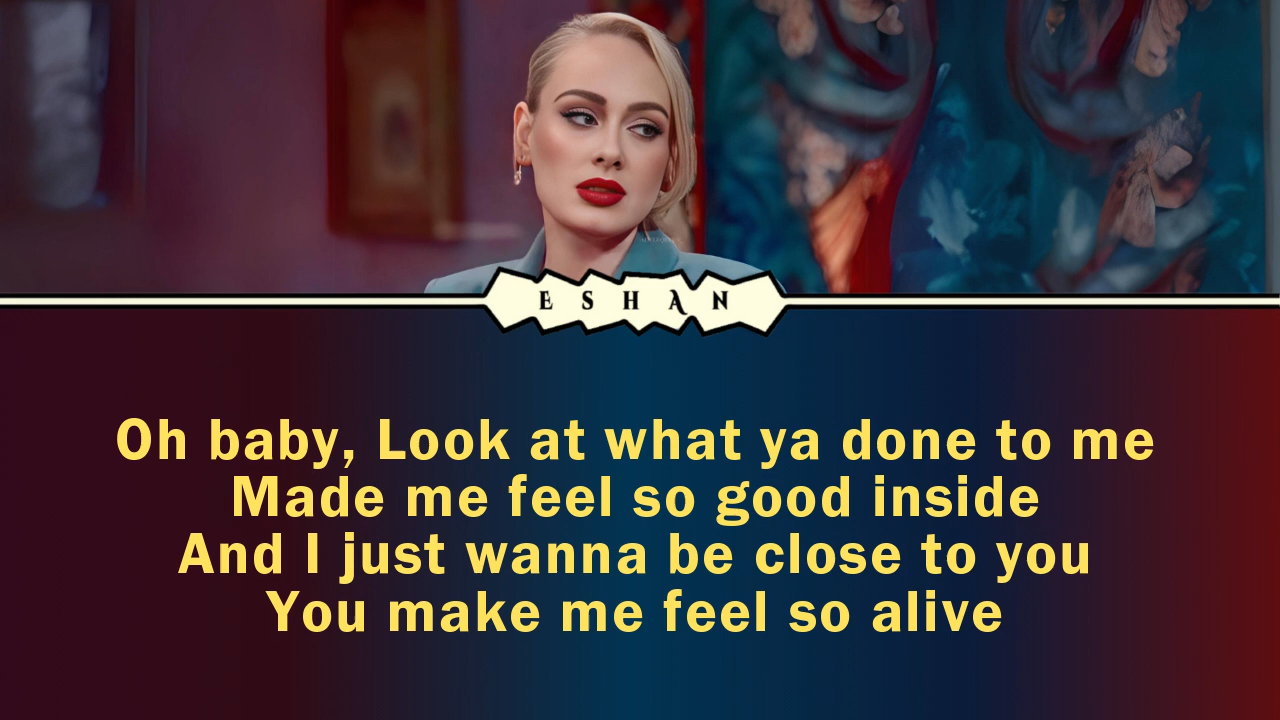 ESHAN
Oh baby, Look at what ya done to me
Made me feel so good inside
And I just wanna be close to you
You make me feel so alive